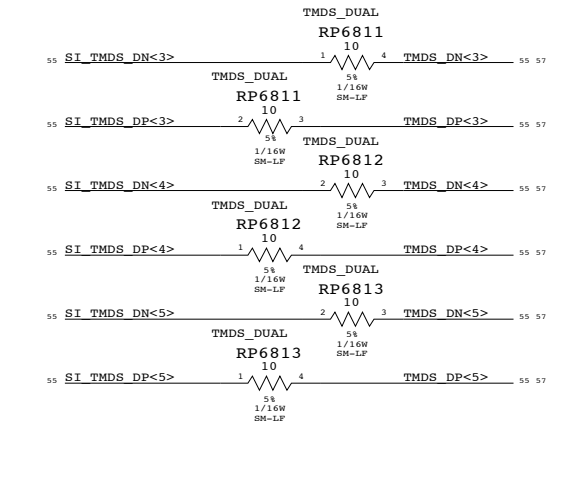 TMDS_DUAL
RP6811
10
1 4
55 SI_TMDS_DN<3> TMDS_DN<3> 55 57
5%
1/16W
SM-LF
TMDS_DUAL
RP6811
10
2 3
55 SI_TMDS_DP<3> TMDS_DP<3> 55 57
5%
1/16W
SM-LF
TMDS_DUAL
RP6812
10
2 3
55 SI_TMDS_DN<4> TMDS_DN<4> 55 57
5%
1/16W
SM-LF
TMDS_DUAL
RP6812
10
1 4
55 SI_TMDS_DP<4> TMDS_DP<4> 55 57
5%
1/16W
SM-LF
TMDS_DUAL
RP6813
10
2 3
55 SI_TMDS_DN<5> TMDS_DN<5> 55 57
5%
1/16W
SM-LF
TMDS_DUAL
RP6813
10
1 4
55 SI_TMDS_DP<5> TMDS_DP<5> 55 57
5%
1/16W
SM-LF